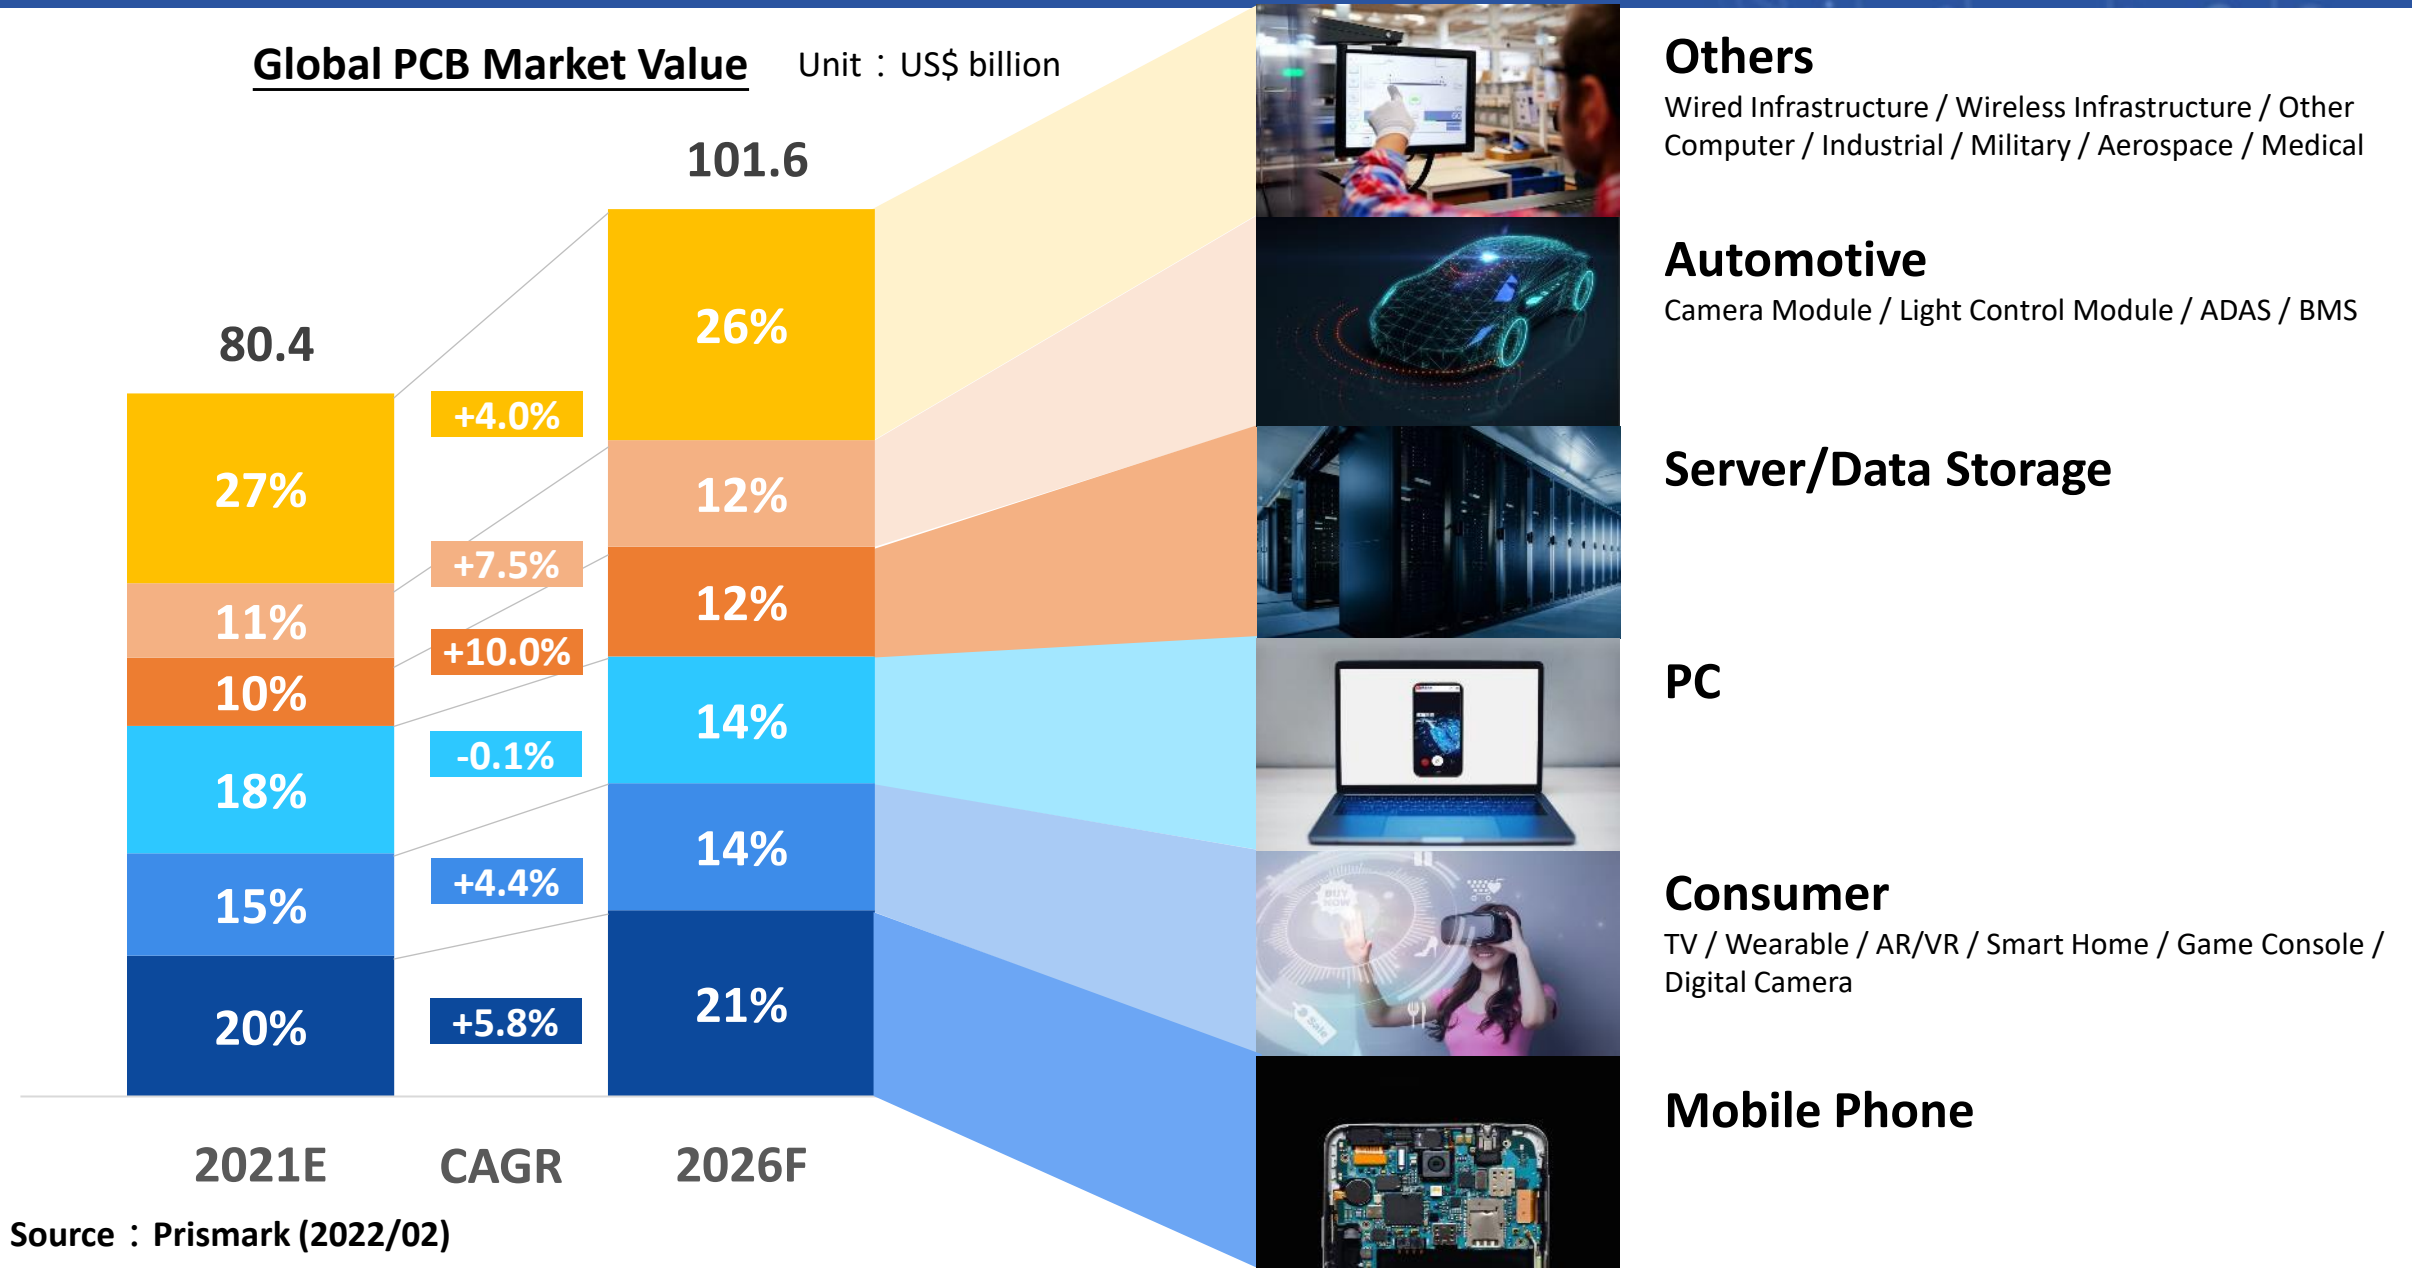 Global PCB Market Value
Unit：US$ billion
80.4
27%
11%
10%
18%
15%
20%
2021E
+4.0%
+7.5%
+10.0%
-0.1%
+4.4%
+5.8%
CAGR
101.6
26%
12%
12%
14%
14%
21%
2026F
Source：Prismark (2022/02)
BUY
NOW
Sale
Others
Wired Infrastructure / Wireless Infrastructure / Other
Computer / Industrial / Military / Aerospace / Medical
Automotive
Camera Module / Light Control Module / ADAS / BMS
Server/Data Storage
PC
Consumer
TV / Wearable / AR/VR / Smart Home / Game Console /
Digital Camera
Mobile Phone